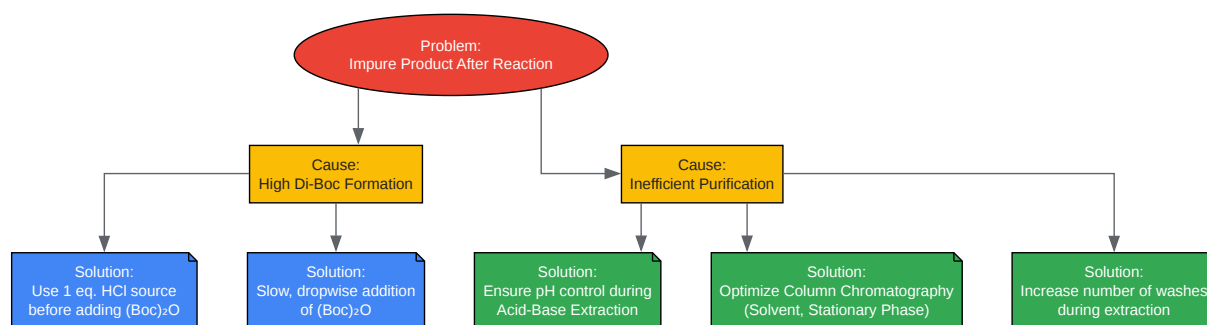 Problem:
Impure Product After Reaction
Cause:
High Di-Boc Formation
Cause:
Inefficient Purification
Solution:
Use 1 eq. HCl source
before adding (Boc)₂O
Solution:
Slow, dropwise addition
of (Boc)₂O
Solution:
Ensure pH control during
Acid-Base Extraction
Solution:
Optimize Column Chromatography
(Solvent, Stationary Phase)
Solution:
Increase number of washes
during extraction